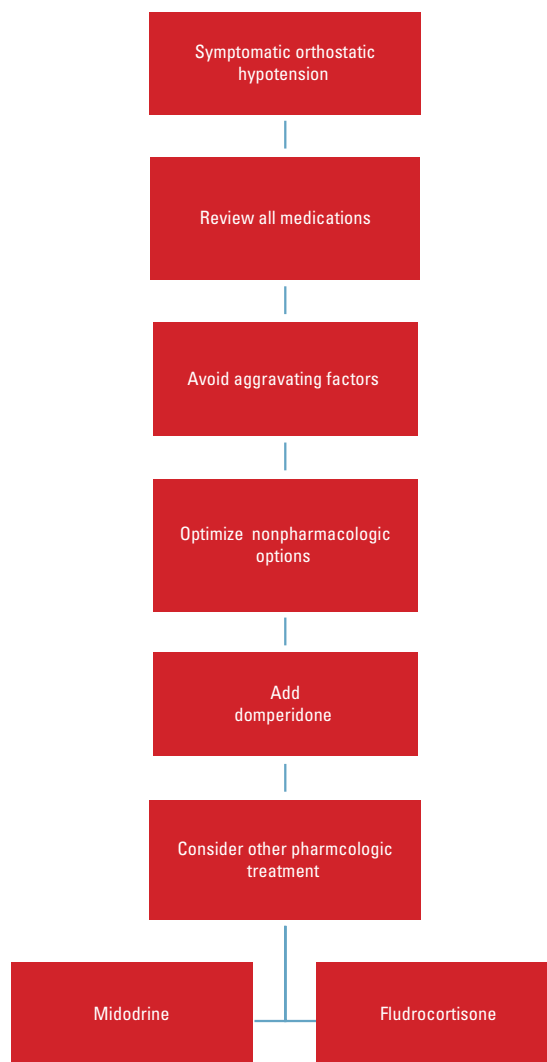 Symptomatic orthostatic
hypotension
Review all medications
Avoid aggravating factors
Optimize  nonpharmacologic
options
Add
domperidone
Consider other pharmcologic
treatment
Midodrine
Fludrocortisone